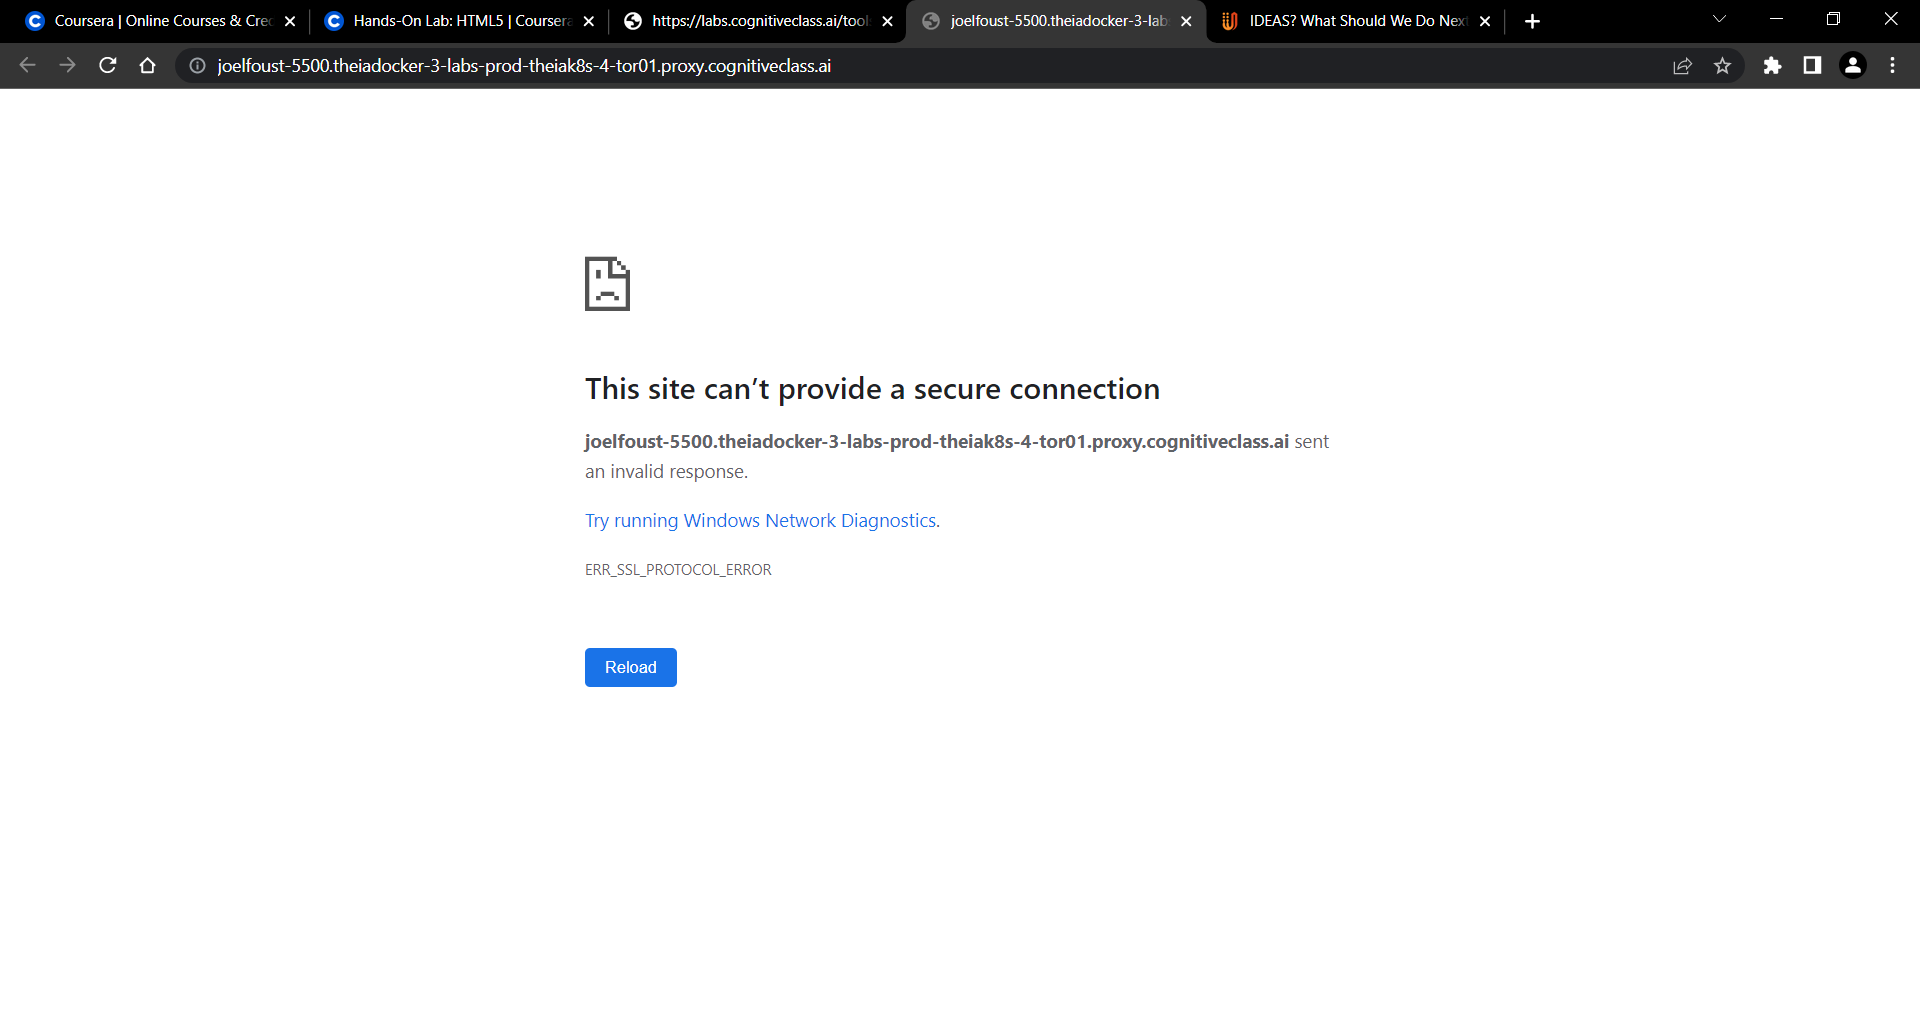 Coursera | Online Courses & Cre
Hands-On Lab: HTML5 | Coursera
https://labs.cognitiveclass.ai/tool
joelfoust-5500.theiadocker-3-lab
IDEAS? What Should We Do Nex
joelfoust-5500.theiadocker-3-labs-prod-theiak8s-4-tor01.proxy.cognitiveclass.ai
This site can’t provide a secure connection
joelfoust-5500.theiadocker-3-labs-prod-theiak8s-4-tor01.proxy.cognitiveclass.ai sent
an invalid response.
Try running Windows Network Diagnostics.
ERR_SSL_PROTOCOL_ERROR
Reload